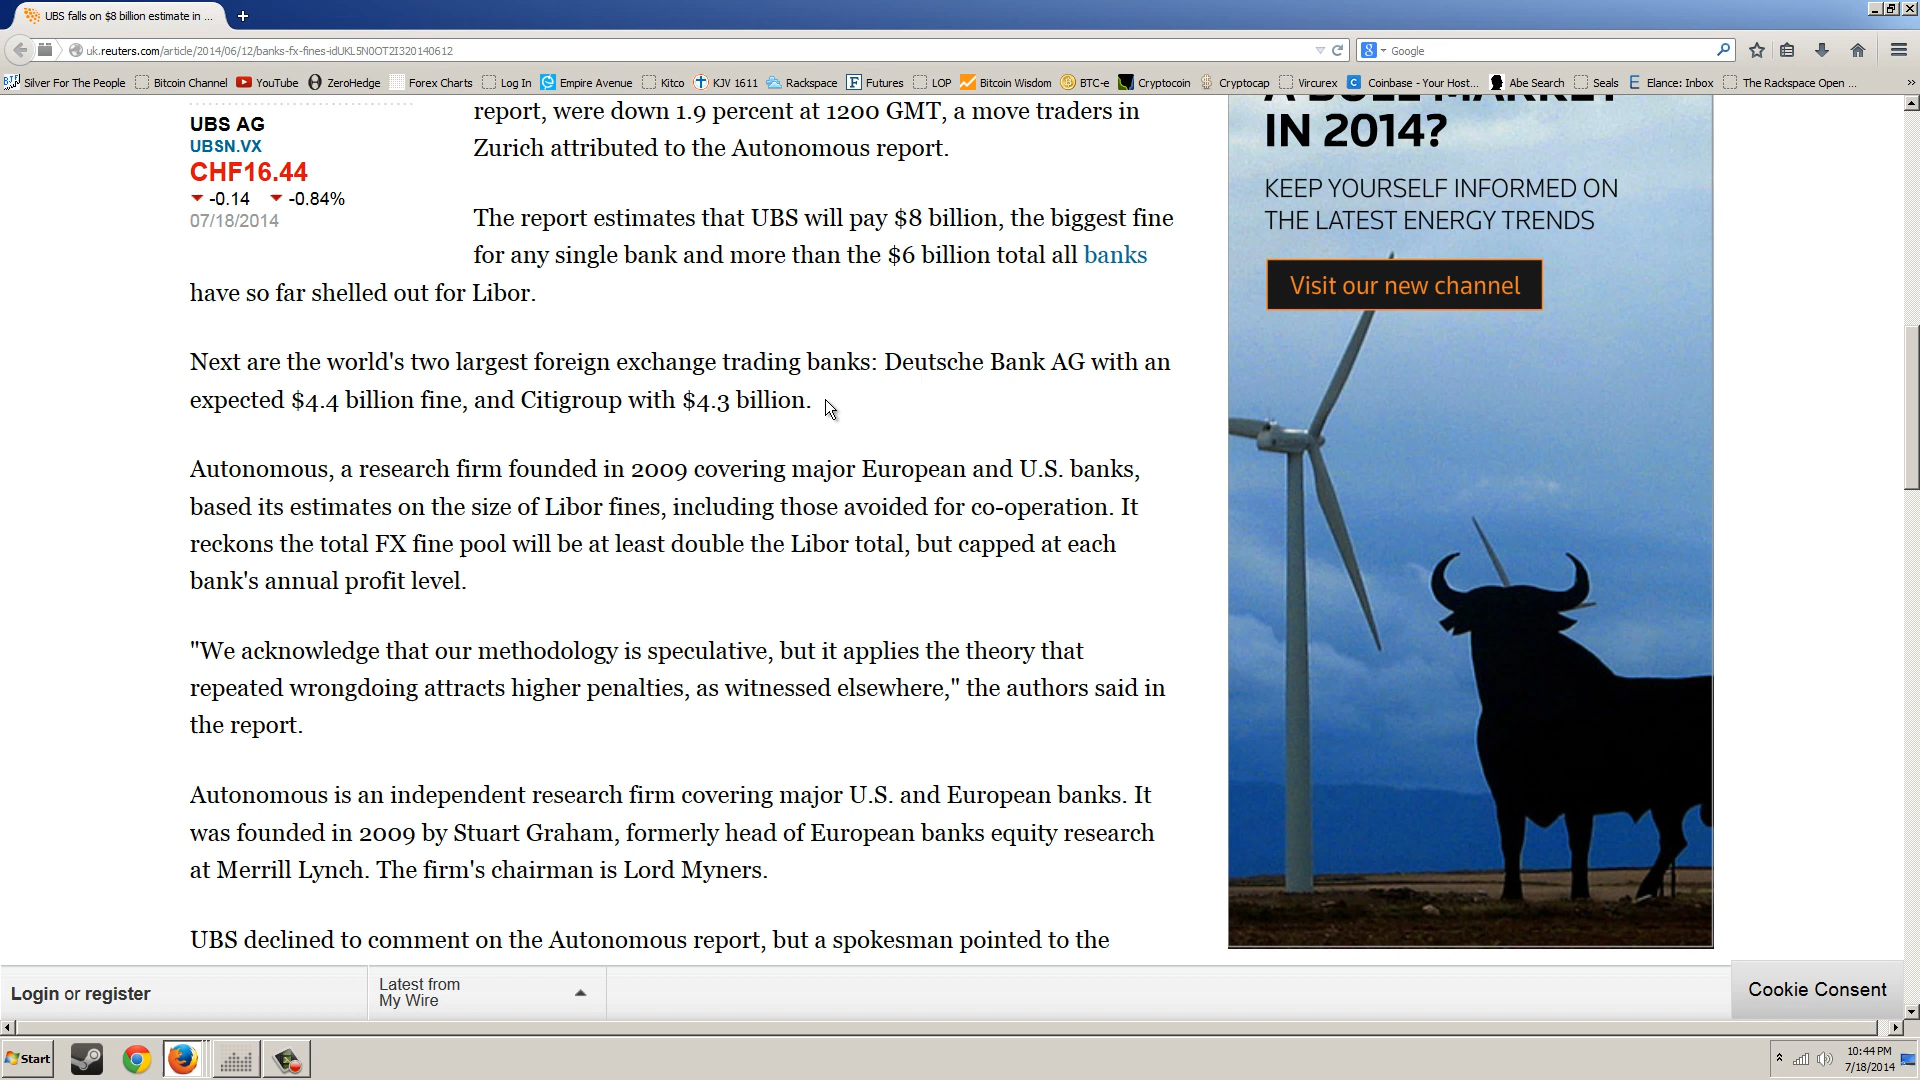 UBS falls on $8 billion estimate in ...
uk.reuters.com/article/2014/06/12/banks-fx-fines-idUKL5N0OT2I320140612
Google
Silver For The People
Bitcoin Channel
YouTube
ZeroHedge
Forex Charts
Log In
Empire Avenue
Kitco
KJV 1611
Rackspace
Futures
LOP
Bitcoin Wisdom
BTC-e
Cryptocoin
Cryptocap
Vircurex
Coinbase - Your Host...
Abe Search
Seals
Elance: Inbox
The Rackspace Open ...
UBS AG
UBSN.VX
CHF16.44
-0.14 -0.84%
07/18/2014
report, were down 1.9 percent at 1200 GMT, a move traders in
Zurich attributed to the Autonomous report.
The report estimates that UBS will pay $8 billion, the biggest fine
for any single bank and more than the $6 billion total all banks
have so far shelled out for Libor.
Next are the world's two largest foreign exchange trading banks: Deutsche Bank AG with an
expected $4.4 billion fine, and Citigroup with $4.3 billion.
Autonomous, a research firm founded in 2009 covering major European and U.S. banks,
based its estimates on the size of Libor fines, including those avoided for co-operation. It
reckons the total FX fine pool will be at least double the Libor total, but capped at each
bank's annual profit level.
"We acknowledge that our methodology is speculative, but it applies the theory that
repeated wrongdoing attracts higher penalties, as witnessed elsewhere," the authors said in
the report.
Autonomous is an independent research firm covering major U.S. and European banks. It
was founded in 2009 by Stuart Graham, formerly head of European banks equity research
at Merrill Lynch. The firm's chairman is Lord Myners.
UBS declined to comment on the Autonomous report, but a spokesman pointed to the
A BULL MARKET
IN 2014?
KEEP YOURSELF INFORMED ON
THE LATEST ENERGY TRENDS
Visit our new channel
Login or register
Latest from
My Wire
Cookie Consent
Start
10:44 PM
7/18/2014